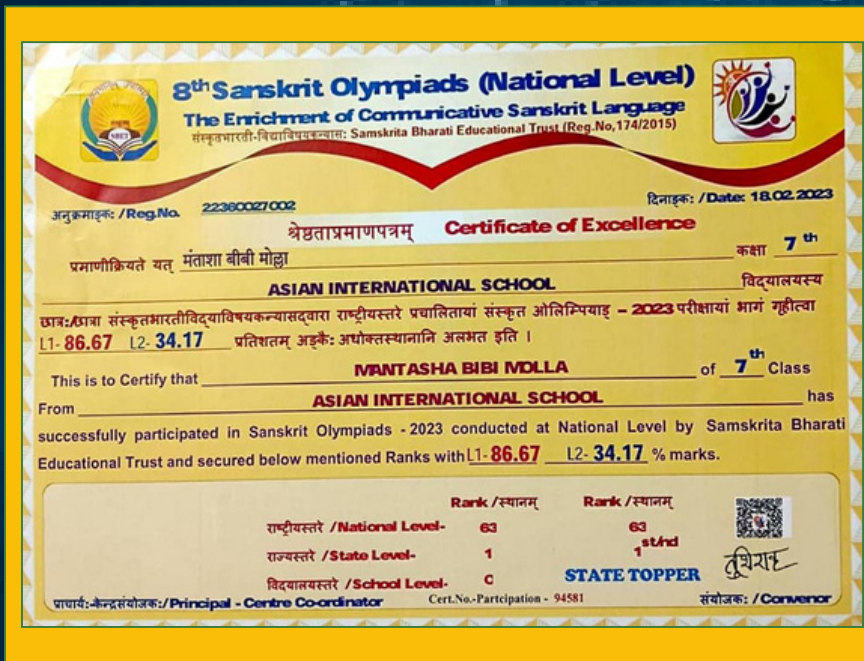 8th Sanskrit Olympiads (National Level)
The Enrichment of Communicative Sanskrit Language
संस्कृतभारती-विद्याविषयकन्यास: Samskrita Bharati Educational Trust (Reg.No,174/2015)
SBET
अनुक्रमाङ्क: /Reg.No. 22360027002 दिनाङ्क: /Date: 18.02.2023
श्रेष्ठताप्रमाणपत्रम् Certificate of Excellence
प्रमाणीक्रियते यत् मंताशा बीबी मोल्ला कक्षा 7 th
ASIAN INTERNATIONAL SCHOOL विद्यालयस्य
छात्र:/छात्रा संस्कृतभारतीविद्याविषयकन्यासद्वारा राष्ट्रीयस्तरे प्रचालितायां संस्कृत ओलिम्पियाड् – 2023 परीक्षायां भागं गृहीत्वा
L1- 86.67 L2- 34.17 प्रतिशतम् अङ्कै: अधोक्तस्थानानि अलभत इति ।
This is to Certify that MANTASHA BIBI MOLLA of 7th Class
From ASIAN INTERNATIONAL SCHOOL has
successfully participated in Sanskrit Olympiads - 2023 conducted at National Level by Samskrita Bharati
Educational Trust and secured below mentioned Ranks with L1- 86.67 L2- 34.17 % marks.
Rank /स्थानम् Rank /स्थानम्
राष्ट्रीयस्तरे /National Level- 63 63
राज्यस्तरे /State Level- 1 1st/nd
विद्यालयस्तरे /School Level- C STATE TOPPER
प्राचार्य:-केन्द्रसंयोजक:/Principal - Centre Co-ordinator Cert.No.-Partcipation - 94581 संयोजक: /Convenor